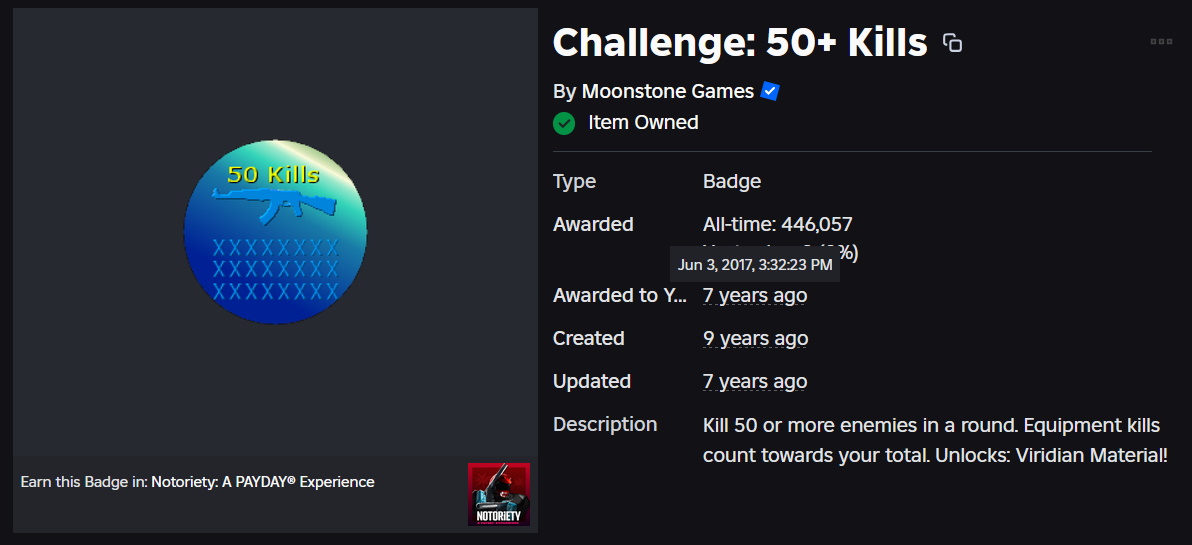 Challenge: 50+ Kills
By Moonstone Games
Item Owned
Type Badge
Awarded All-time: 446,057
%)
Jun 3, 2017, 3:32:23 PM
Awarded to Y... 7 years ago
Created 9 years ago
Updated 7 years ago
Description Kill 50 or more enemies in a round. Equipment kills
count towards your total. Unlocks: Viridian Material!
50 Kills
XXXXXXXX
XXXXXXXX
XXXXXXXX
Earn this Badge in: Notoriety: A PAYDAY® Experience
NOTORIETY